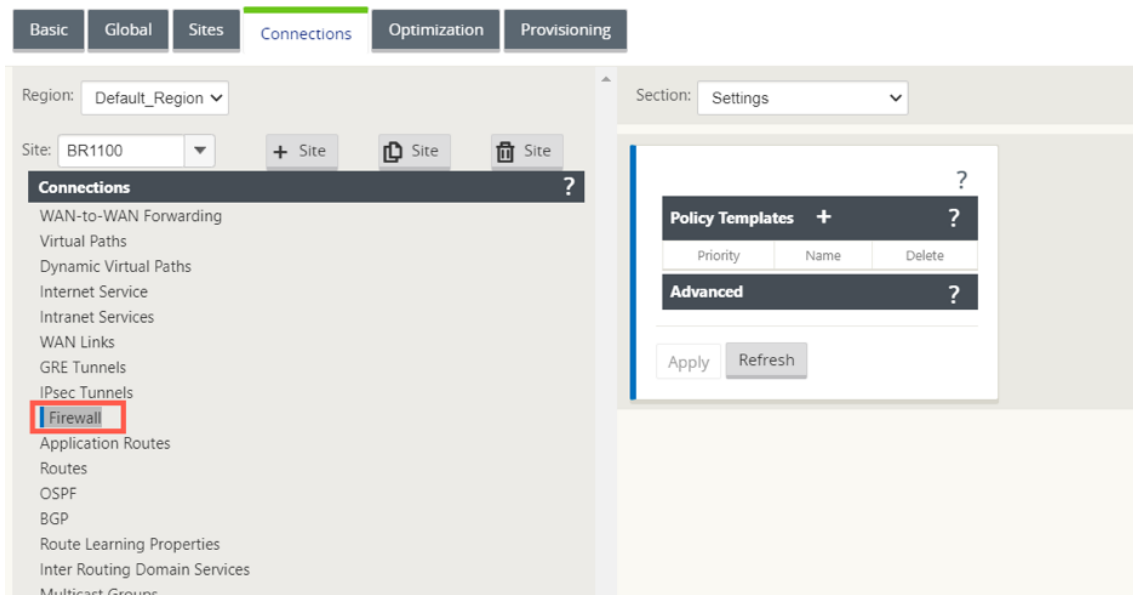 Basic Global Sites Connections Optimization Provisioning
Region: Default_Region
Site: BR1100 + Site Site Site
Connections ?
WAN-to-WAN Forwarding
Virtual Paths
Dynamic Virtual Paths
Internet Service
Intranet Services
WAN Links
GRE Tunnels
IPsec Tunnels
Firewall
Application Routes
Routes
OSPF
BGP
Route Learning Properties
Inter Routing Domain Services
Multicast Groups
Section: Settings
?
Policy Templates + ?
Priority Name Delete
Advanced ?
Apply Refresh